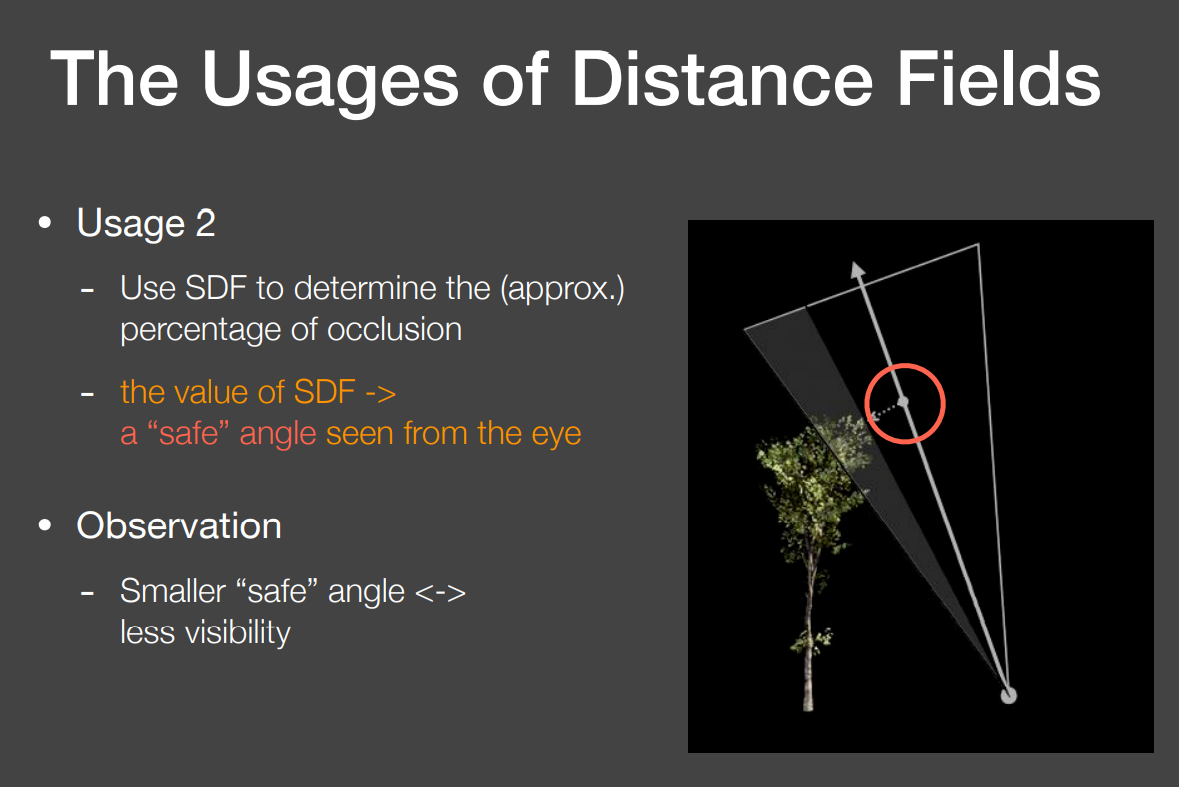 The Usages of Distance Fields
• Usage 2
- Use SDF to determine the (approx.)
percentage of occlusion
- the value of SDF ->
a “safe” angle seen from the eye
• Observation
- Smaller “safe” angle <->
less visibility